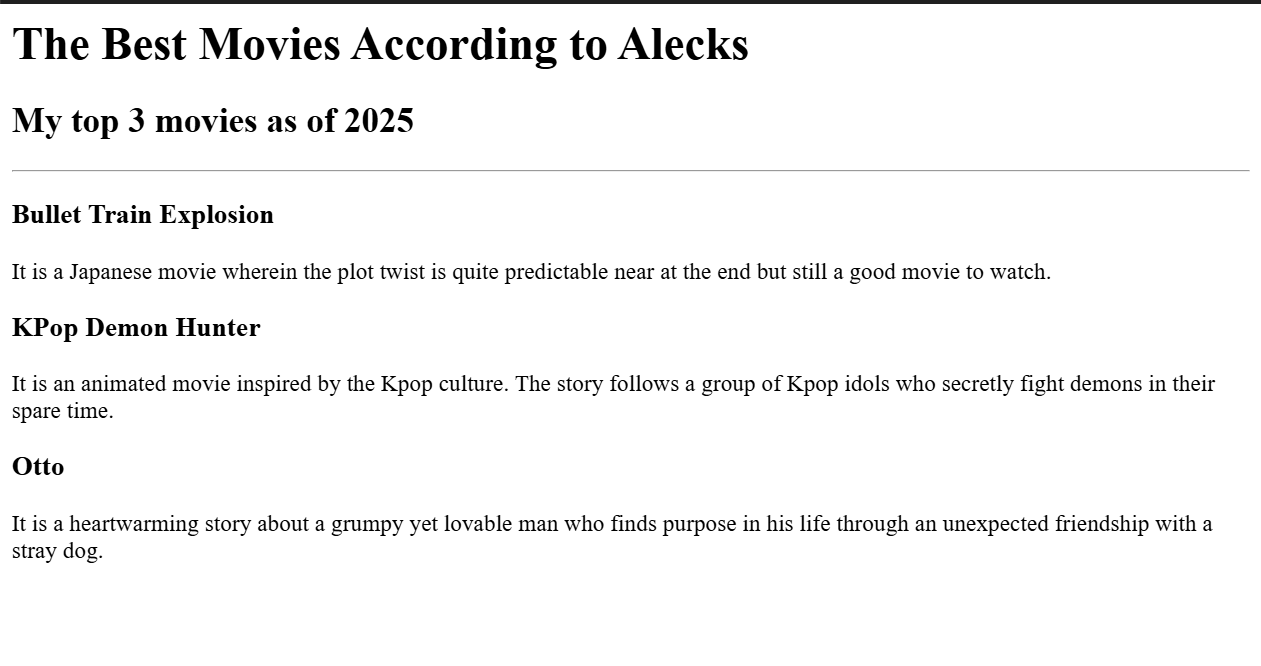 The Best Movies According to Alecks
My top 3 movies as of 2025
Bullet Train Explosion
It is a Japanese movie wherein the plot twist is quite predictable near at the end but still a good movie to watch.
KPop Demon Hunter
It is an animated movie inspired by the Kpop culture. The story follows a group of Kpop idols who secretly fight demons in their
spare time.
Otto
It is a heartwarming story about a grumpy yet lovable man who finds purpose in his life through an unexpected friendship with a
stray dog.